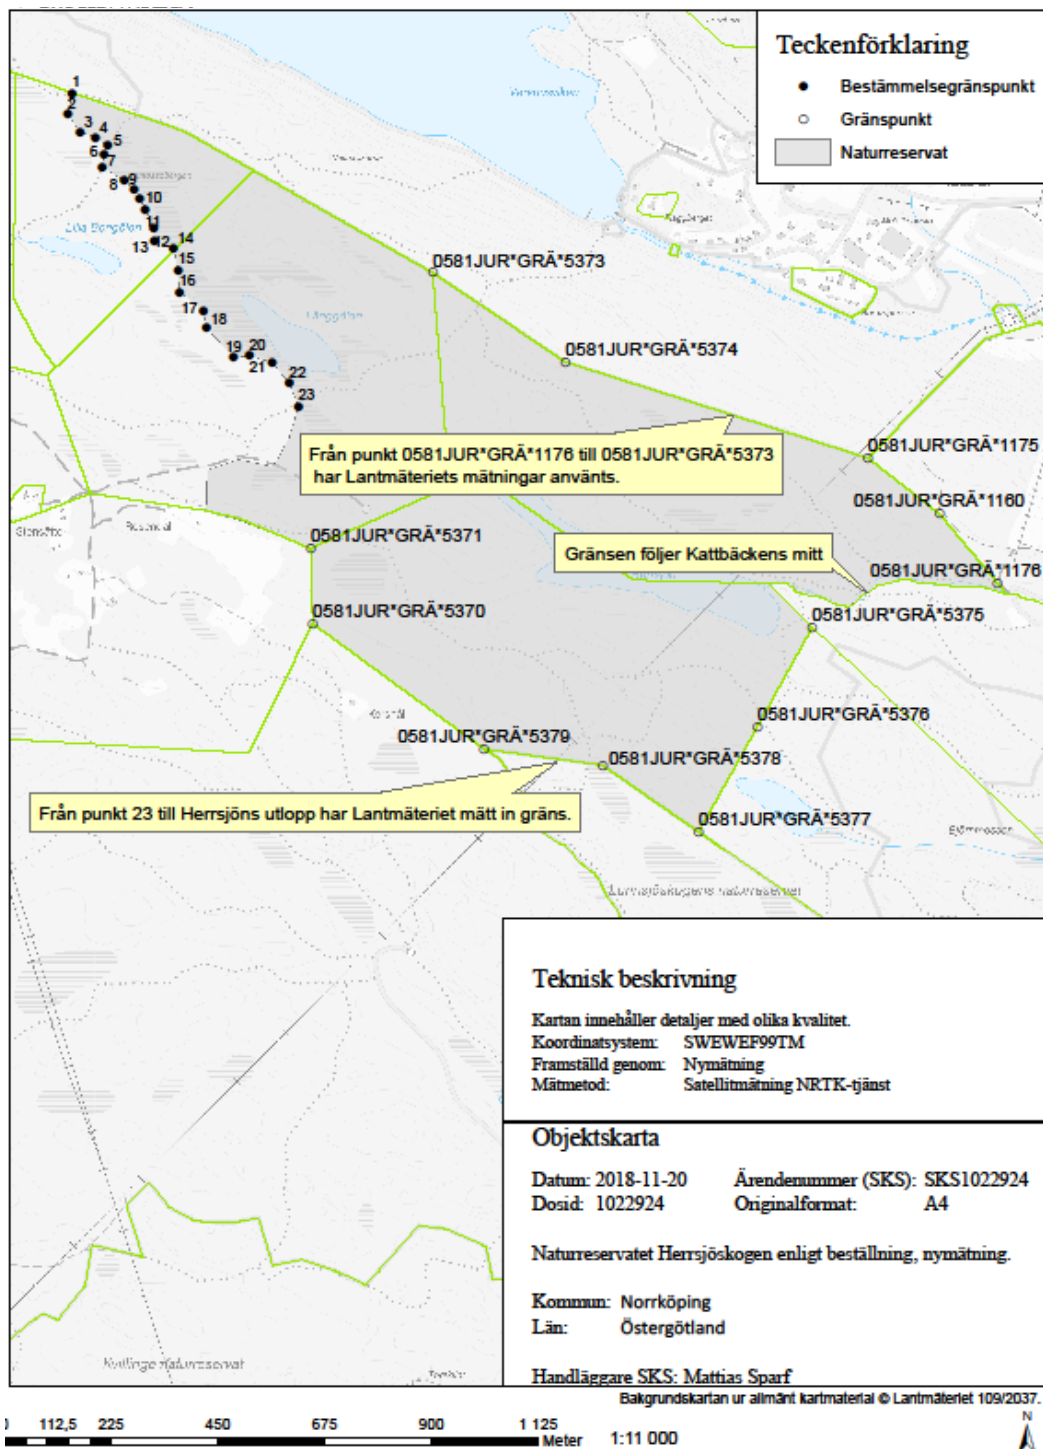 Teckenförklaring
Bestämmelsegränspunkt
Gränspunkt
Naturreservat
1
2
3
4
5
6
7
8
9
10
11
12
13
14
15
16
17
18
19
20
21
22
23
0581JUR*GRÄ*5373
0581JUR*GRÄ*5374
0581JUR*GRÄ*1175
0581JUR*GRÄ*1160
0581JUR*GRÄ*1176
Från punkt 0581JUR*GRÄ*1176 till 0581JUR*GRÄ*5373
har Lantmäteriets mätningar använts.
Gränsen följer Kattbäckens mitt
Rosendal
0581JUR*GRÄ*5371
0581JUR*GRÄ*5370
0581JUR*GRÄ*5375
0581JUR*GRÄ*5376
0581JUR*GRÄ*5379
0581JUR*GRÄ*5378
0581JUR*GRÄ*5377
Från punkt 23 till Herrsjöns utlopp har Lantmäteriet mätt in gräns.
naturreservat
Teknisk beskrivning
Kartan innehåller detaljer med olika kvalitet.
Koordinatsystem: SWEWEF99TM
Framställd genom: Nymätning
Mätmetod: Satellitmätning NRTK-tjänst
Objektskarta
Datum: 2018-11-20 Ärendenummer (SKS): SKS1022924
Dosid: 1022924 Originalformat: A4
Naturreservatet Herrsjöskogen enligt beställning, nymätning.
Kommun: Norrköping
Län: Östergötland
Handläggare SKS: Mattias Sparf
Kvillinge naturreservat
Bakgrundskartan ur allmänt kartmaterial © Lantmäteriet 109/2037.
112,5 225 450 675 900 1 125
Meter 1:11 000
N